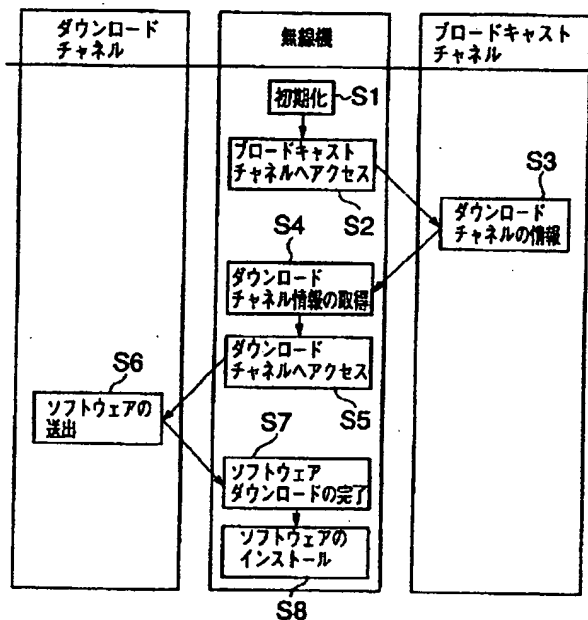 ダウンロード
チャネル
無線機
ブロードキャスト
チャネル
初期化
S1
ブロードキャスト
チャネルへアクセス
S2
S3
ダウンロード
チャネルの情報
S4
ダウンロード
チャネル情報の取得
ダウンロード
チャネルへアクセス
S5
S6
ソフトウェアの
送出
S7
ソフトウェア
ダウンロードの完了
ソフトウェアの
インストール
S8